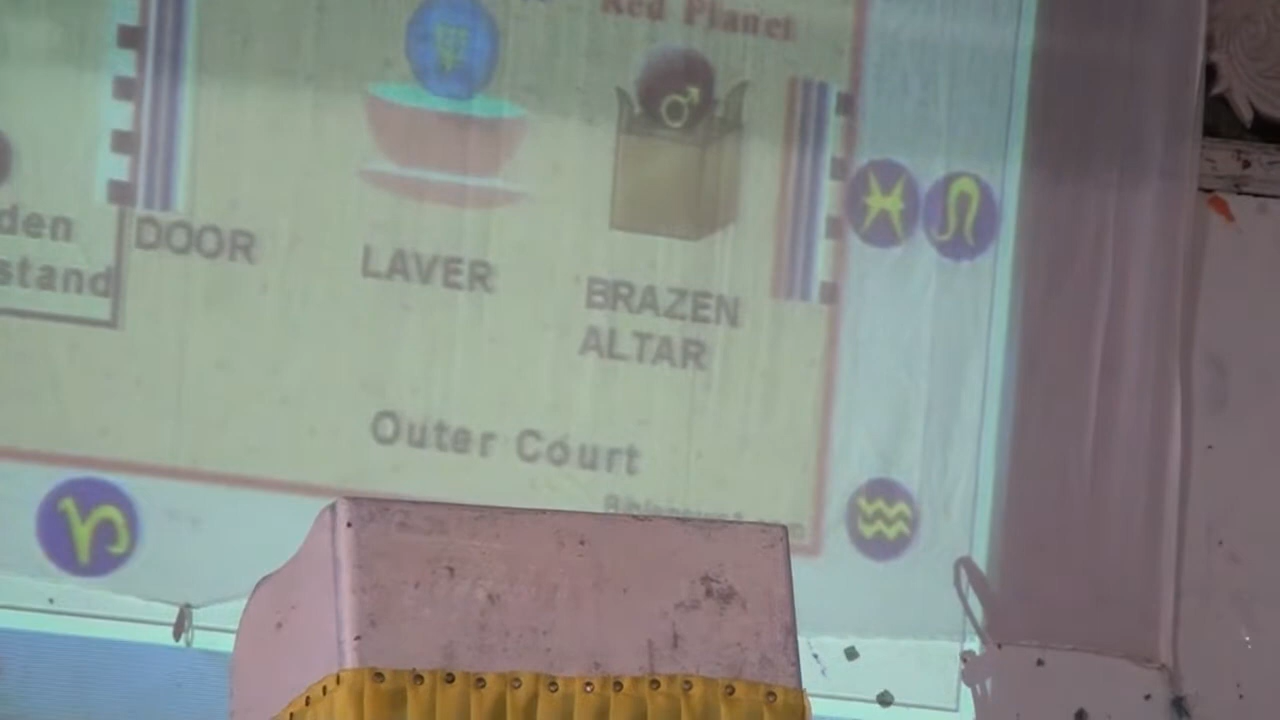 Red Planet
den
stand
DOOR
LAVER
BRAZEN
ALTAR
Outer Court